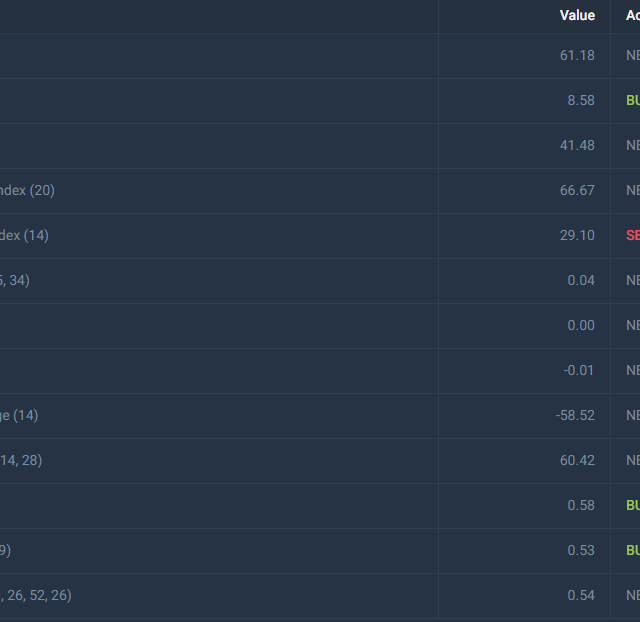 Value Ac
61.18 NE
8.58 BU
41.48 NE
ndex (20) 66.67 NE
dex (14) 29.10 SE
5, 34) 0.04 NE
0.00 NE
-0.01 NE
ge (14) -58.52 NE
14, 28) 60.42 NE
0.58 BU
9) 0.53 BU
, 26, 52, 26) 0.54 NE